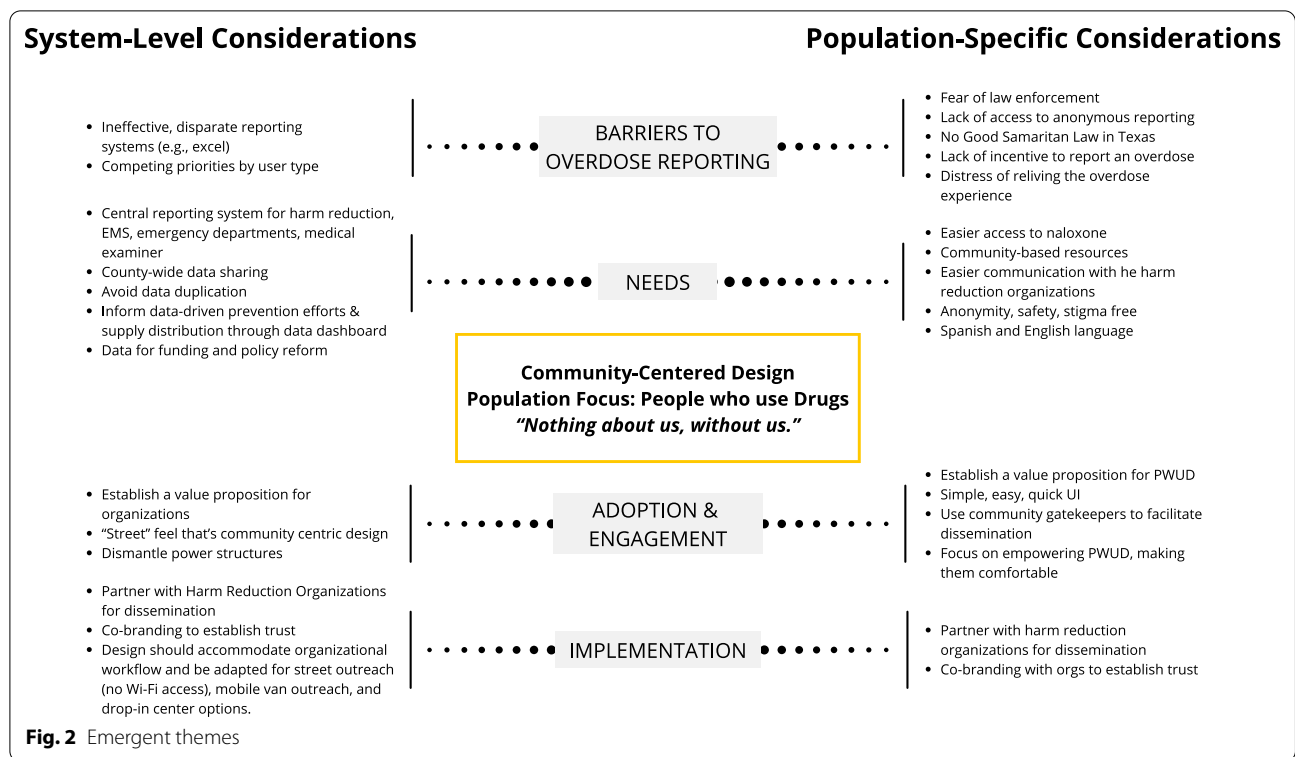 System-Level Considerations
Population-Specific Considerations
• Ineffective, disparate reporting
systems (e.g., excel)
• Competing priorities by user type
BARRIERS TO
OVERDOSE REPORTING
• Fear of law enforcement
• Lack of access to anonymous reporting
• No Good Samaritan Law in Texas
• Lack of incentive to report an overdose
• Distress of reliving the overdose
experience
• Central reporting system for harm reduction,
EMS, emergency departments, medical
examiner
• County-wide data sharing
• Avoid data duplication
• Inform data-driven prevention efforts &
supply distribution through data dashboard
• Data for funding and policy reform
NEEDS
• Easier access to naloxone
• Community-based resources
• Easier communication with he harm
reduction organizations
• Anonymity, safety, stigma free
• Spanish and English language
Community-Centered Design
Population Focus: People who use Drugs
“Nothing about us, without us.”
• Establish a value proposition for
organizations
• “Street” feel that’s community centric design
• Dismantle power structures
ADOPTION &
ENGAGEMENT
• Establish a value proposition for PWUD
• Simple, easy, quick UI
• Use community gatekeepers to facilitate
dissemination
• Focus on empowering PWUD, making
them comfortable
• Partner with Harm Reduction Organizations
for dissemination
• Co-branding to establish trust
• Design should accommodate organizational
workflow and be adapted for street outreach
(no Wi-Fi access), mobile van outreach, and
drop-in center options.
IMPLEMENTATION
• Partner with harm reduction
organizations for dissemination
• Co-branding with orgs to establish trust
Fig. 2 Emergent themes